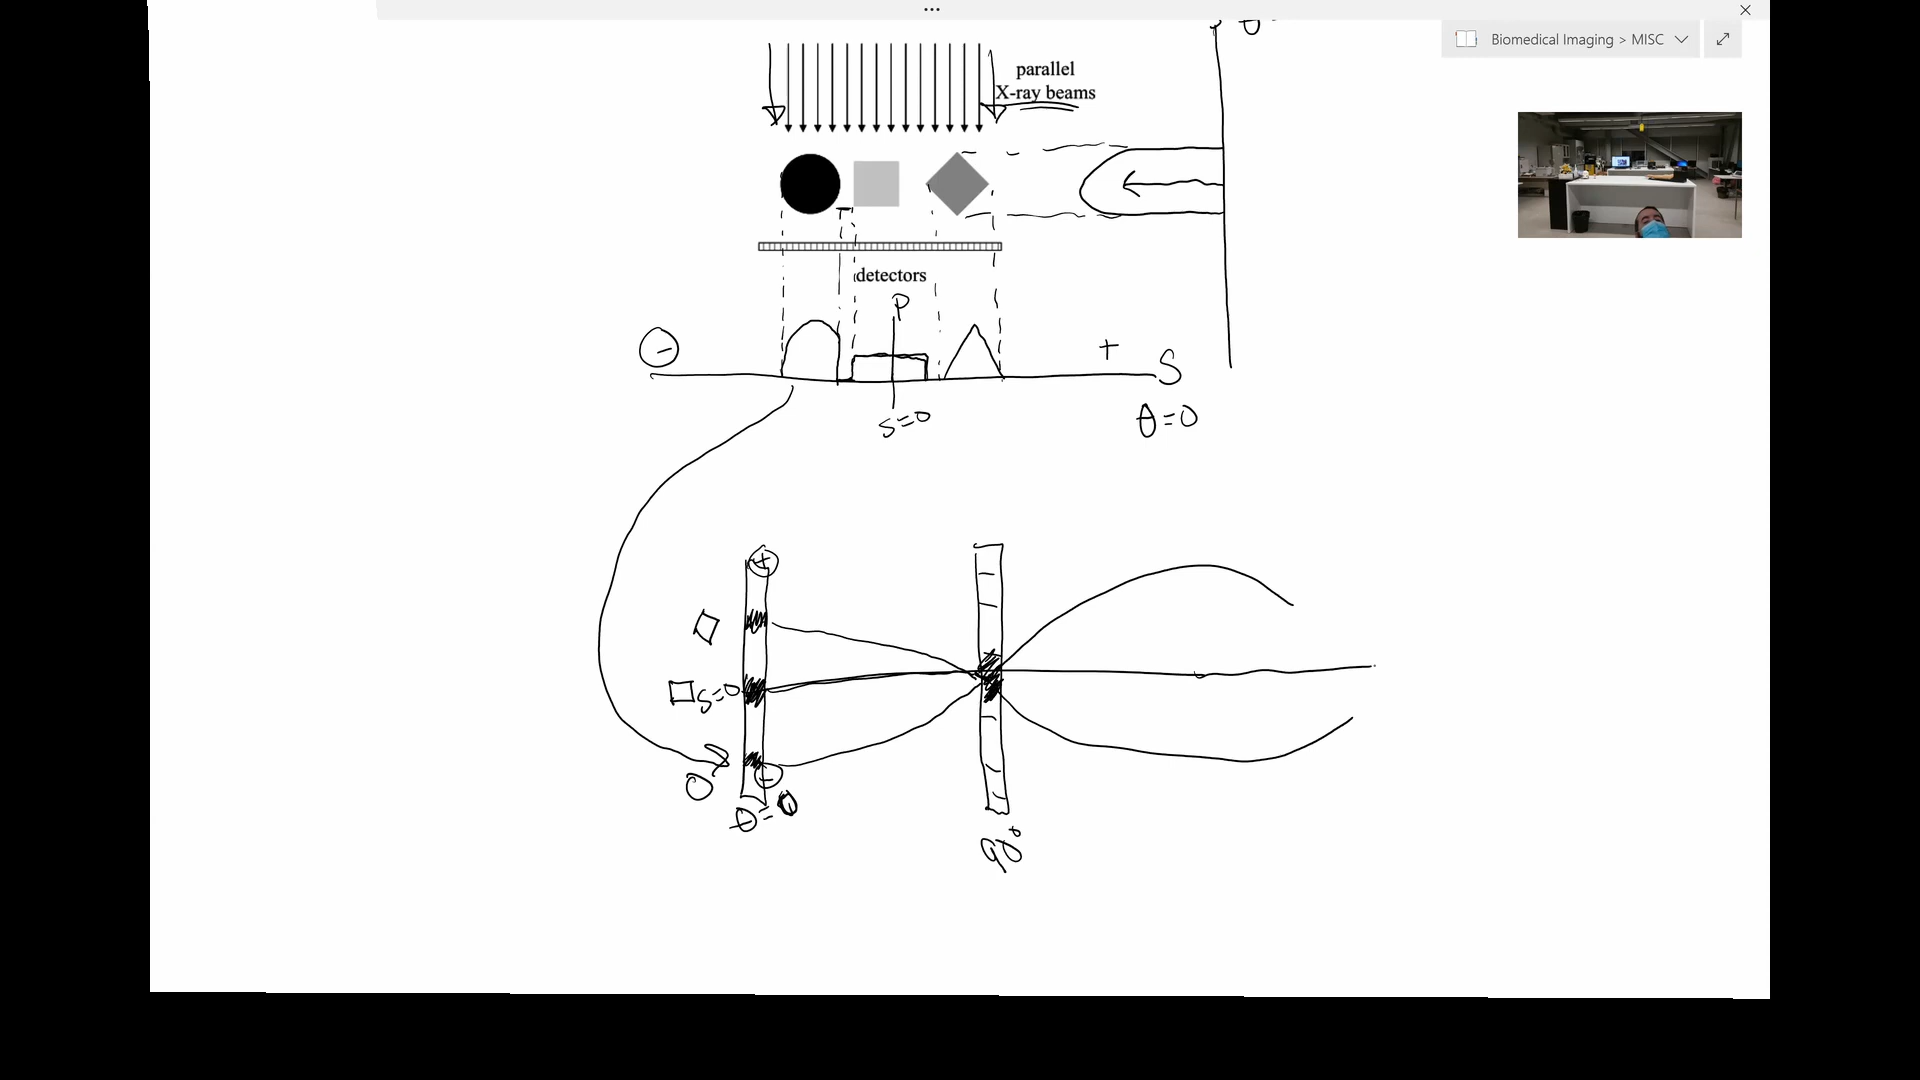 Biomedical Imaging > MISC
parallel
X-ray beams
detectors
P
−
+
S
s=0
θ=0
+
s=0
−
θ=0
90°